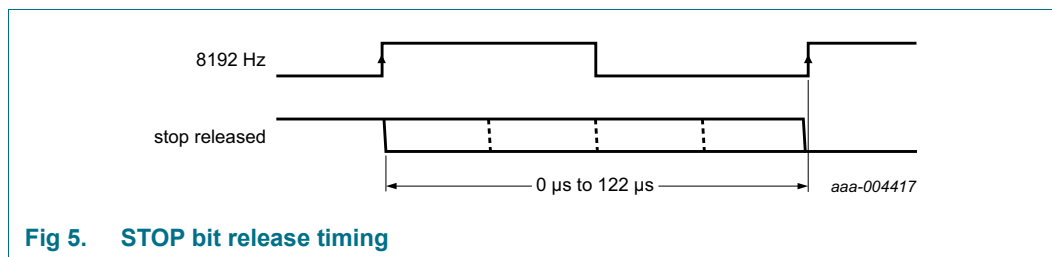 8192 Hz
stop released
0 μs to 122 μs
aaa-004417
Fig 5. STOP bit release timing